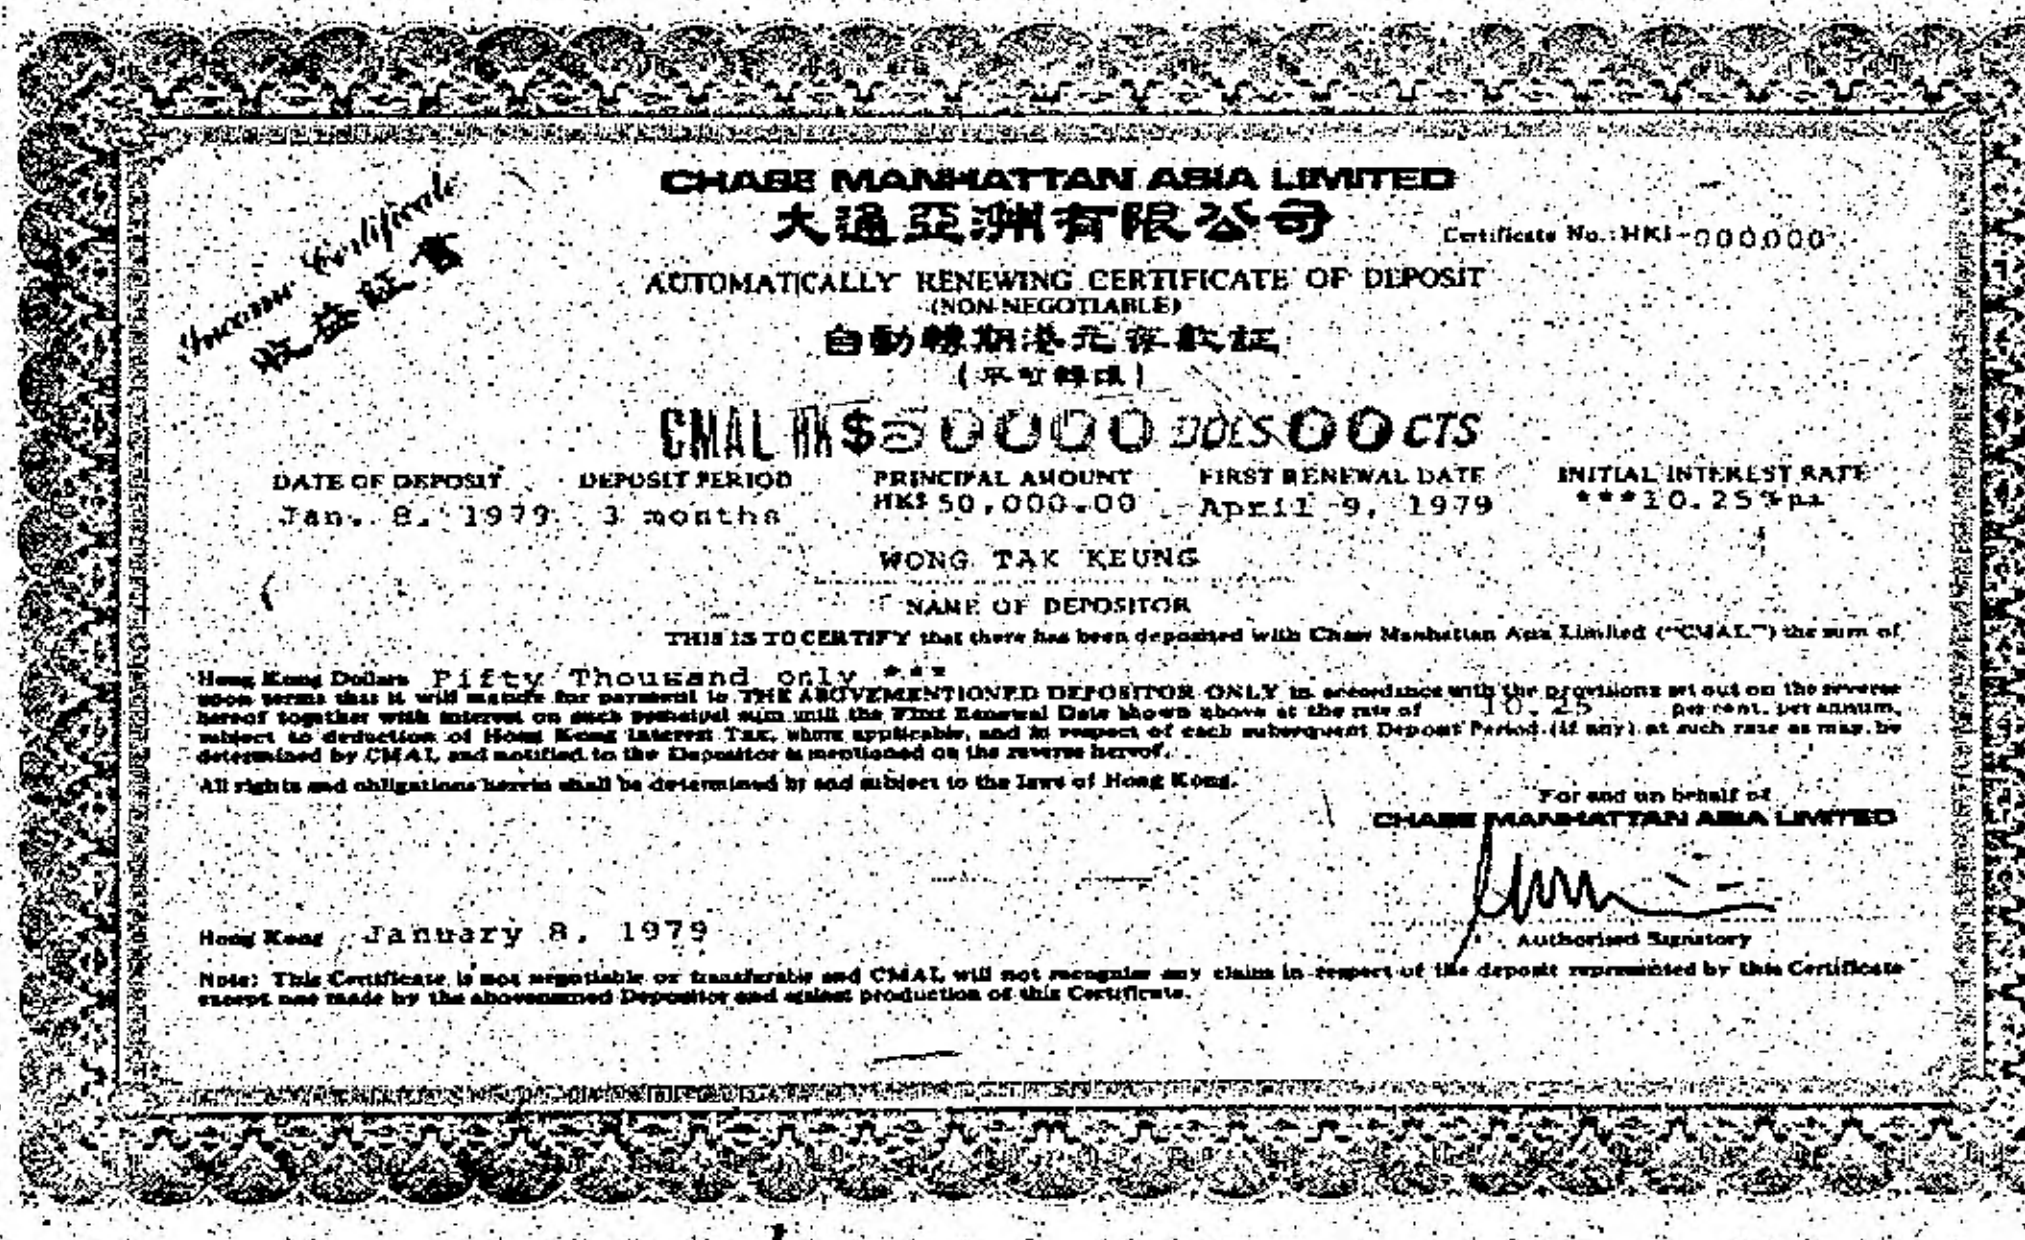 Income Certificate
收益証書
CHASE MANHATTAN ASIA LIMITED
大通亞洲有限公司
Certificate No.: HKI-000000
AUTOMATICALLY RENEWING CERTIFICATE OF DEPOSIT
(NON-NEGOTIABLE)
自動轉期港元存款証
(不可轉讓)
CMAL HK$50000 DOLS 00 CTS
DATE OF DEPOSIT DEPOSIT PERIOD PRINCIPAL AMOUNT FIRST RENEWAL DATE INITIAL INTEREST RATE
Jan. 8, 1979 3 months HK$ 50,000.00 April 9, 1979 ***10.25%pa
WONG TAK KEUNG
NAME OF DEPOSITOR
THIS IS TO CERTIFY that there has been deposited with Chase Manhattan Asia Limited ("CMAL") the sum of
Hong Kong Dollars Fifty Thousand only ***
upon terms that it will mature for payment to THE ABOVEMENTIONED DEPOSITOR ONLY in accordance with the provisions set out on the reverse
hereof together with interest on such principal sum until the First Renewal Date shown above at the rate of 10.25 per cent. per annum,
subject to deduction of Hong Kong Interest Tax, where applicable, and in respect of each subsequent Deposit Period (if any) at such rate as may be
determined by CMAL and notified to the Depositor as mentioned on the reverse hereof.
All rights and obligations herein shall be determined by and subject to the laws of Hong Kong.
For and on behalf of
CHASE MANHATTAN ASIA LIMITED
Hong Kong January 8, 1979
Authorised Signatory
Note: This Certificate is not negotiable or transferable and CMAL will not recognise any claim in respect of the deposit represented by this Certificate
except one made by the abovenamed Depositor and against production of this Certificate.